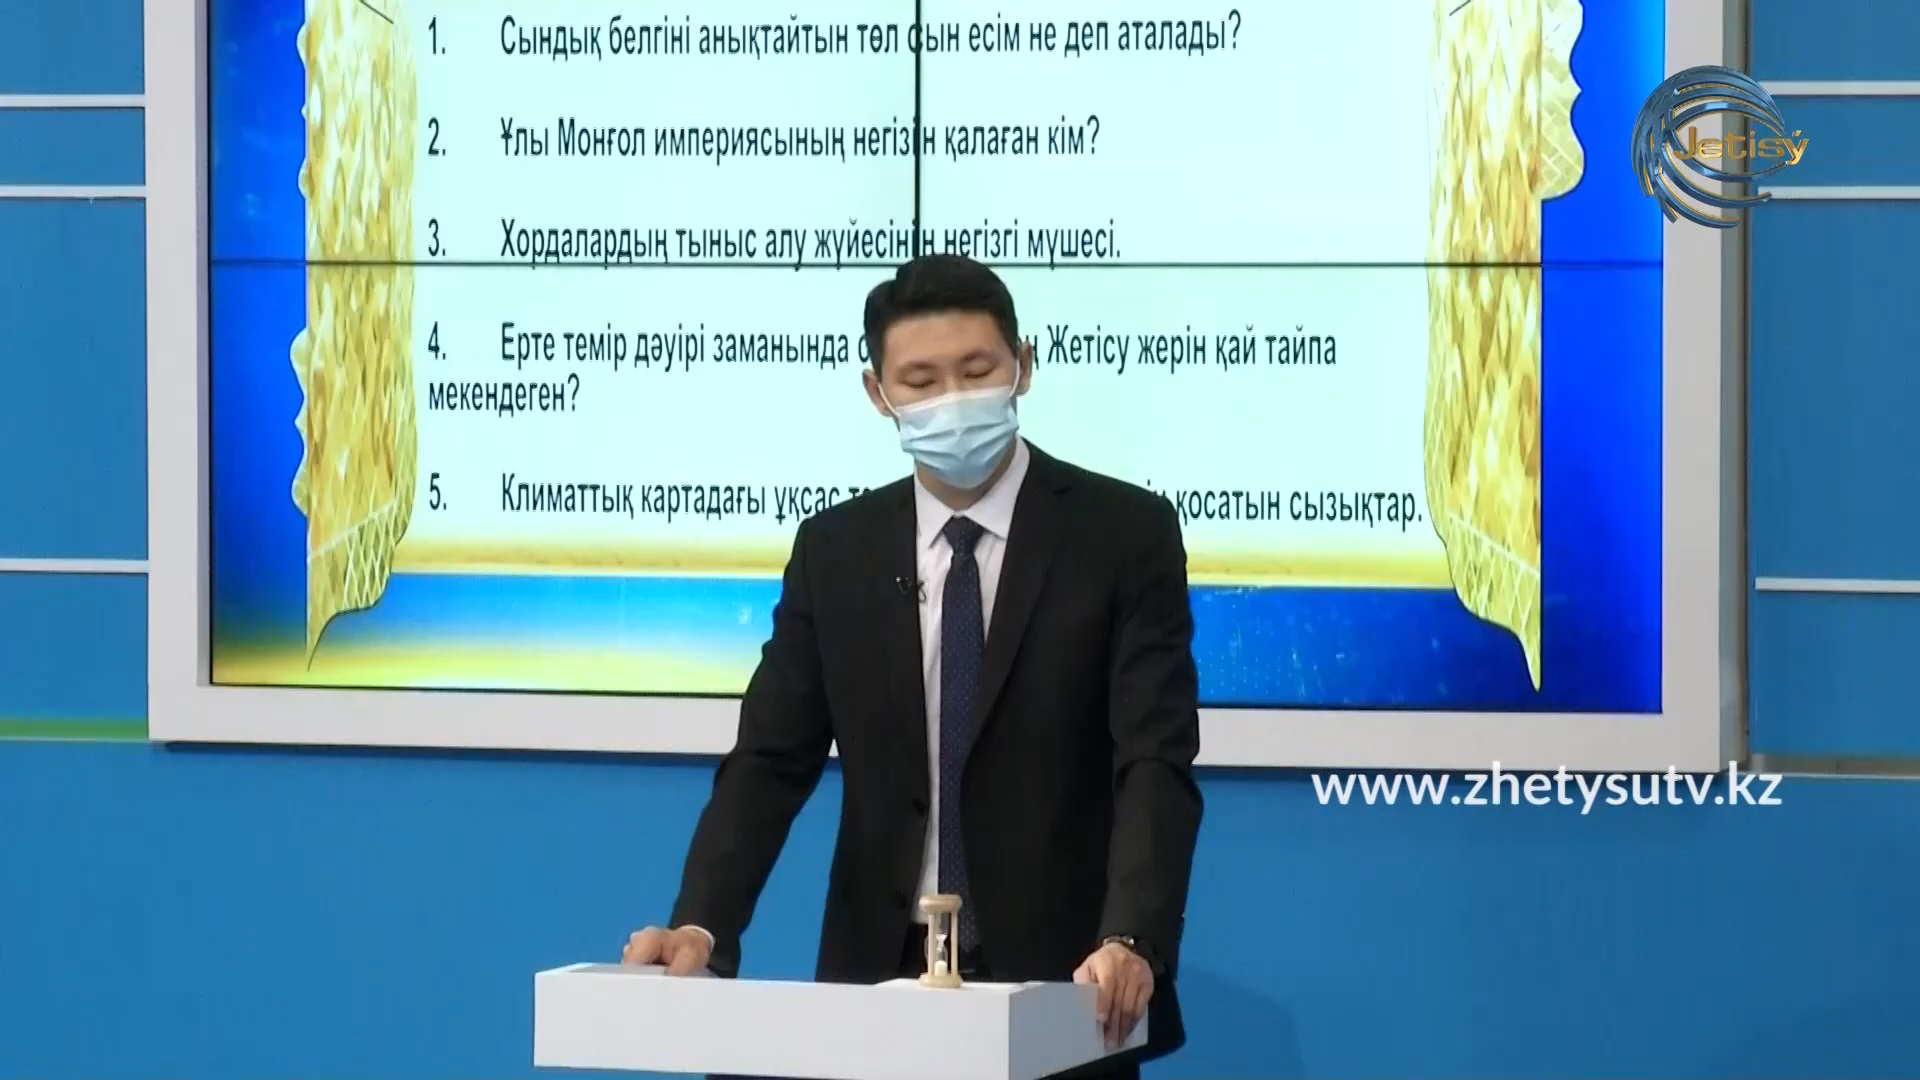 1. Сындық белгіні анықтайтын төл сын есім не деп аталады?
2. Ұлы Монғол империясының негізін қалаған кім?
3. Хордалардың тыныс алу жүйесінің негізгі мүшесі.
4. Ерте темір дәуірі заманында Жетісу жерін қай тайпа
мекендеген?
5. Климаттық картадағы ұқсас қосатын сызықтар.
Jetisý
www.zhetysutv.kz